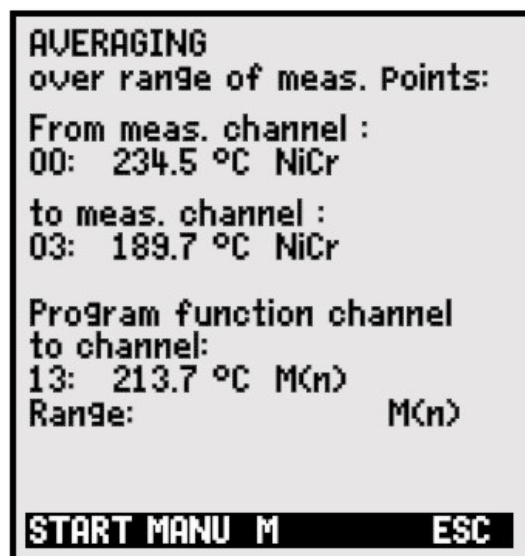 AVERAGING
over range of meas. Points:
From meas. channel :
00: 234.5 °C NiCr
to meas. channel :
03: 189.7 °C NiCr
Program function channel
to channel:
13: 213.7 °C M(n)
Range: M(n)
START MANU M ESC